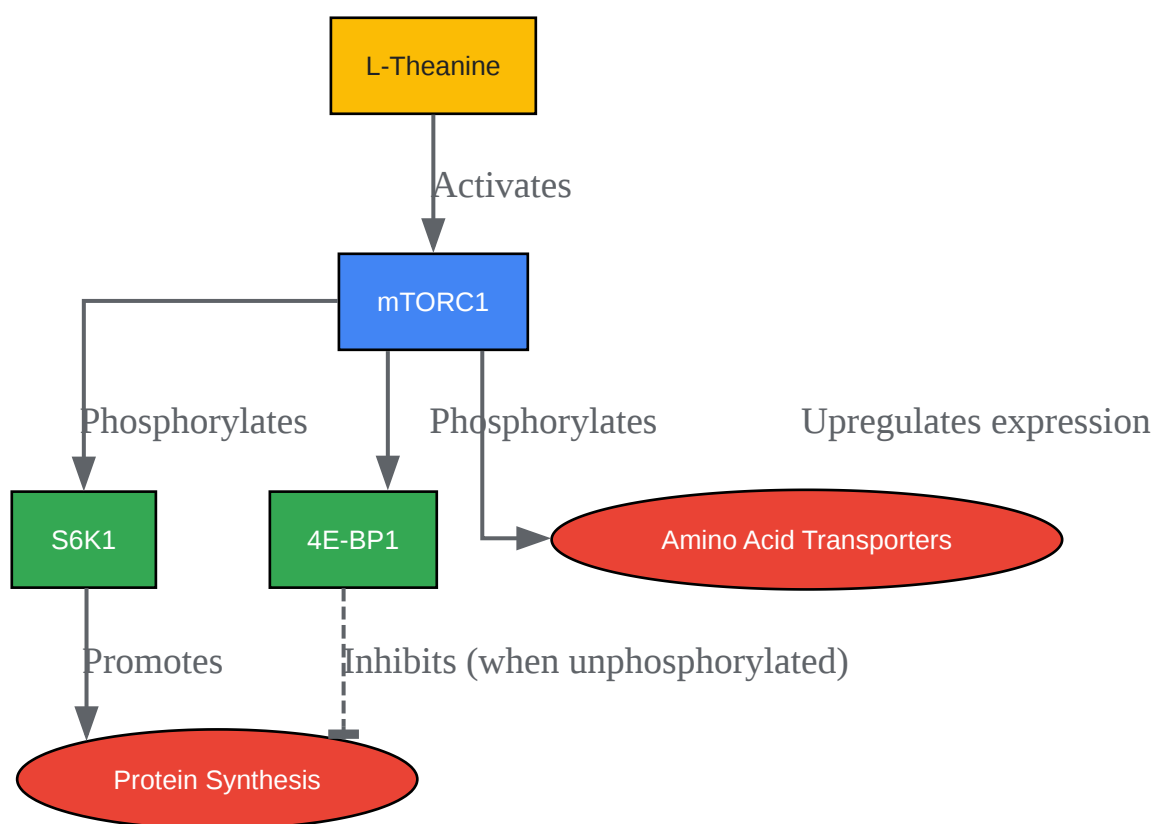 L-Theanine
Activates
mTORC1
Phosphorylates
Phosphorylates
Upregulates expression
S6K1
4E-BP1
Amino Acid Transporters
Promotes
Inhibits (when unphosphorylated)
Protein Synthesis